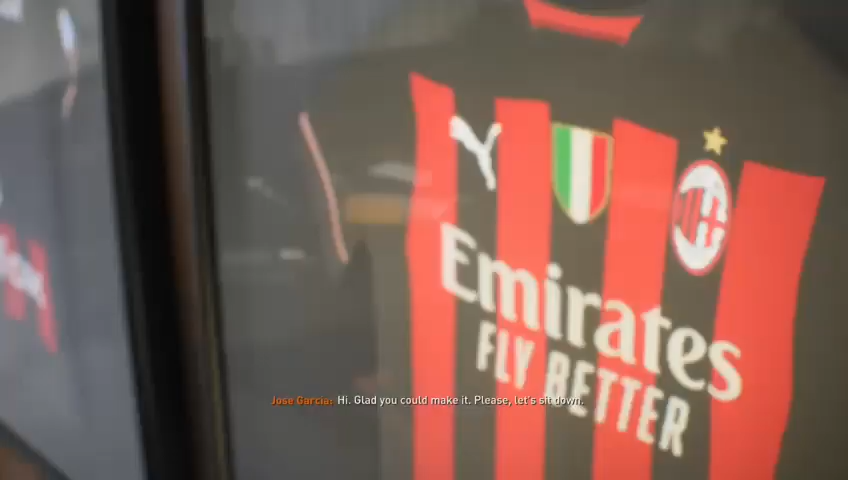 Emirates
FLY BETTER
Jose Garcia: Hi. Glad you could make it. Please, let's sit down.